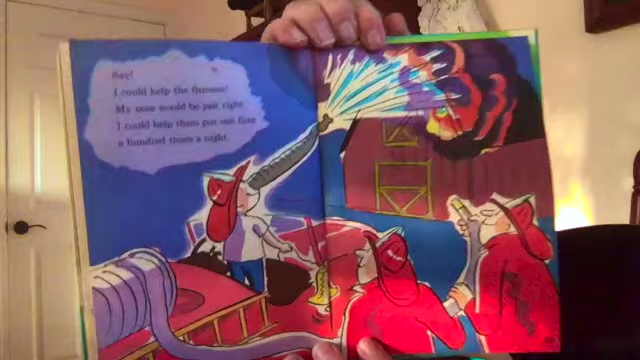 Say!
I could help the firemen!
My nose would be just right.
I could help them put out fires
a hundred times a night.